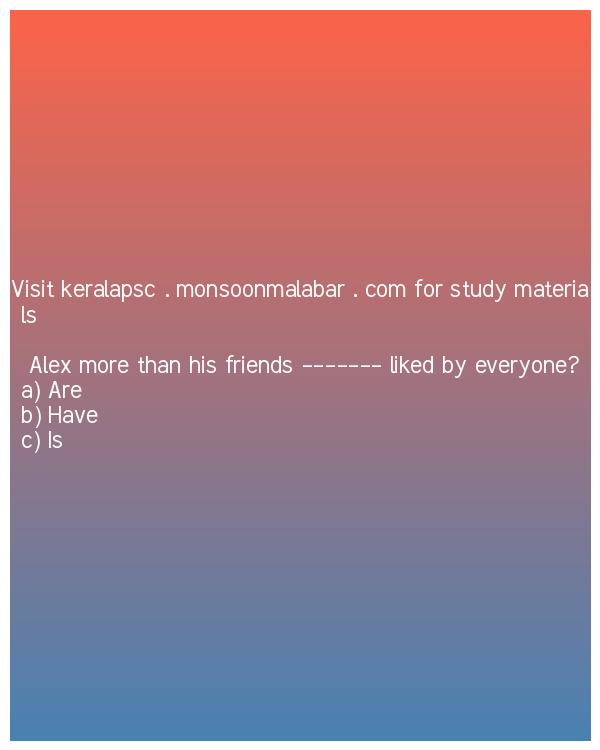 Visit keralapsc . monsoonmalabar . com for study materia
ls
Alex more than his friends ------- liked by everyone?
a) Are
b) Have
c) Is